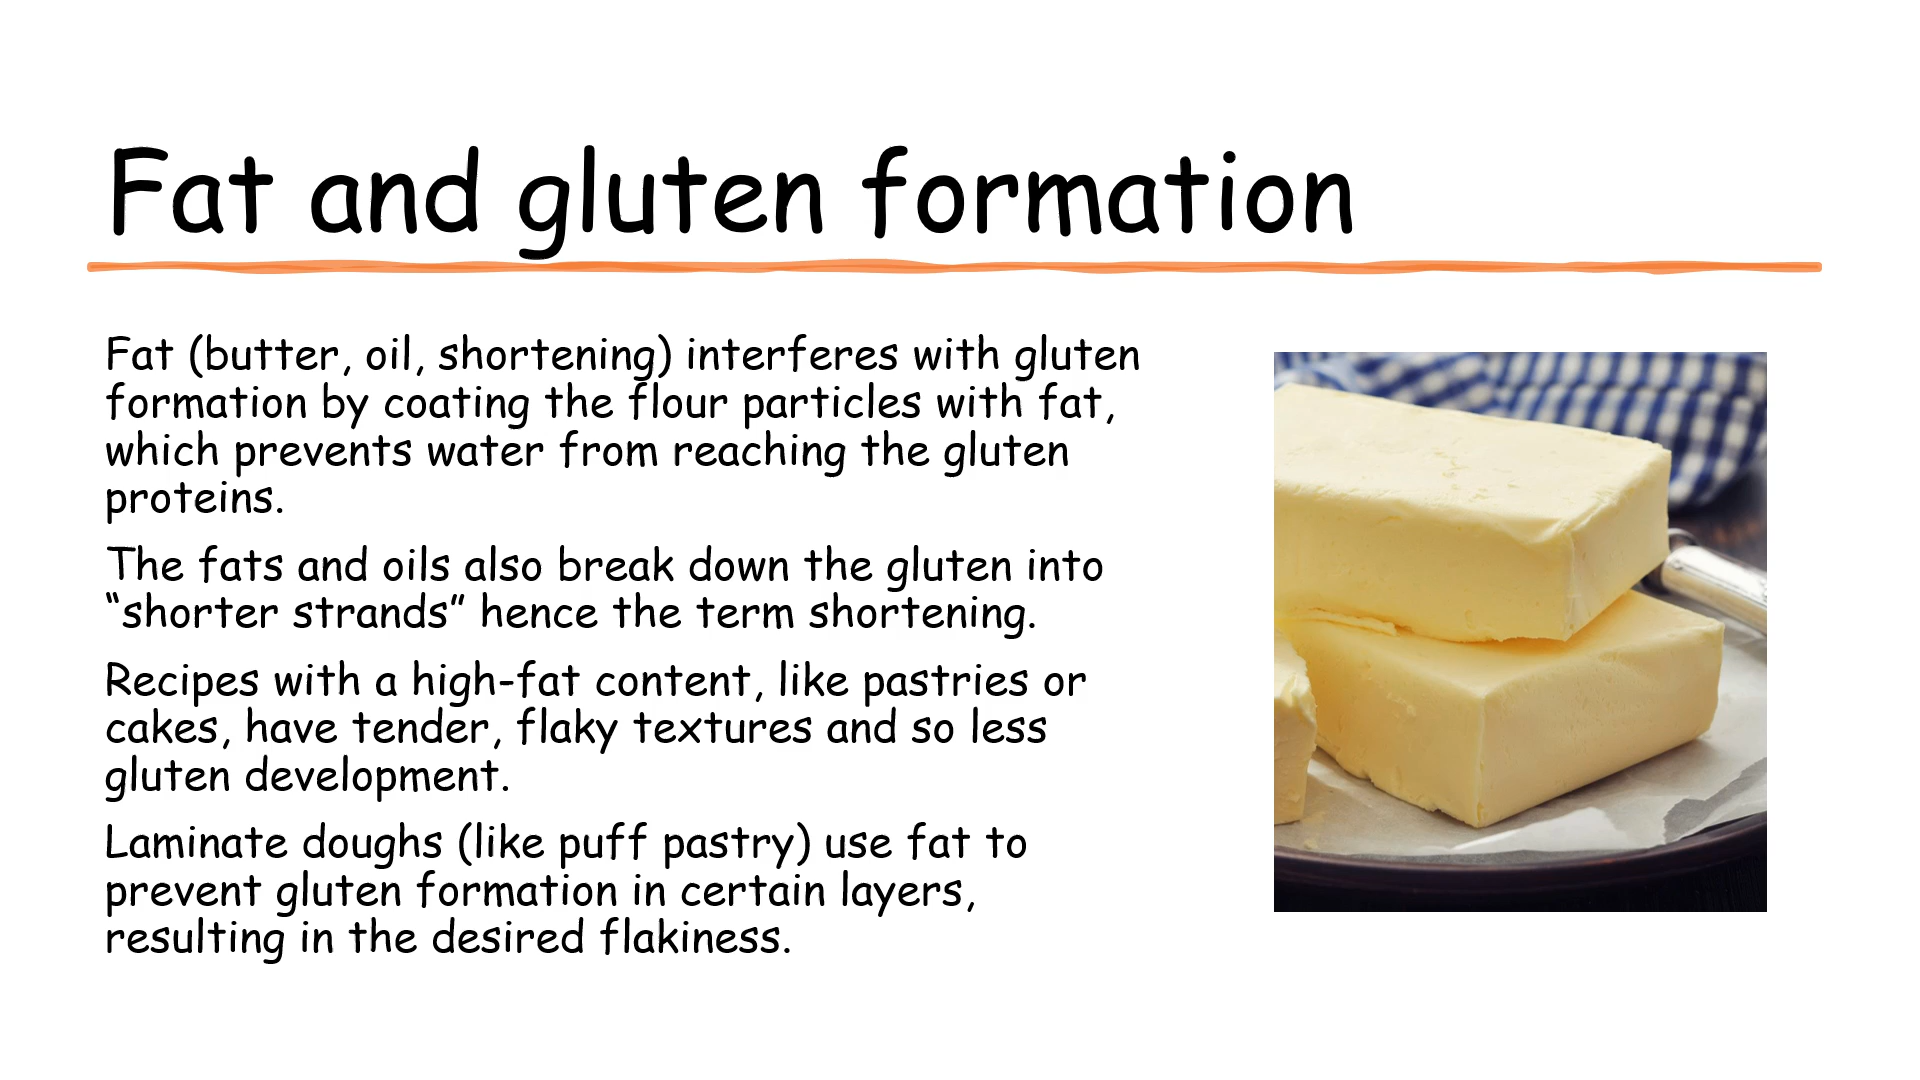 Fat and gluten formation
Fat (butter, oil, shortening) interferes with gluten
formation by coating the flour particles with fat,
which prevents water from reaching the gluten
proteins.
The fats and oils also break down the gluten into
“shorter strands” hence the term shortening.
Recipes with a high-fat content, like pastries or
cakes, have tender, flaky textures and so less
gluten development.
Laminate doughs (like puff pastry) use fat to
prevent gluten formation in certain layers,
resulting in the desired flakiness.